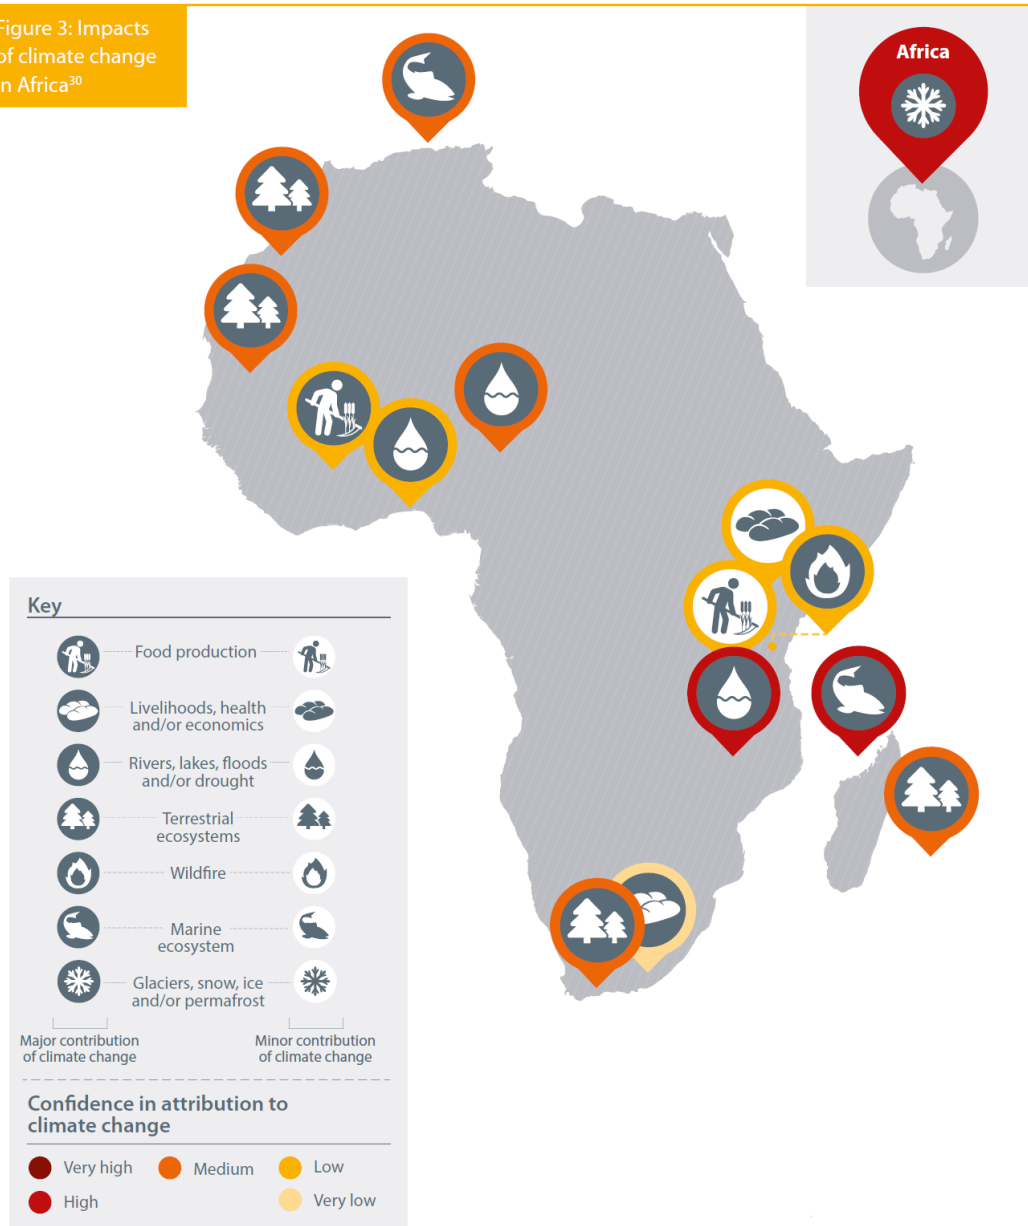 Figure 3: Impacts
of climate change
in Africa30
Africa
Key
Food production
Livelihoods, health
and/or economics
Rivers, lakes, floods
and/or drought
Terrestrial
ecosystems
Wildfire
Marine
ecosystem
Glaciers, snow, ice
and/or permafrost
Major contribution
of climate change
Minor contribution
of climate change
Confidence in attribution to
climate change
Very high
Medium
Low
High
Very low